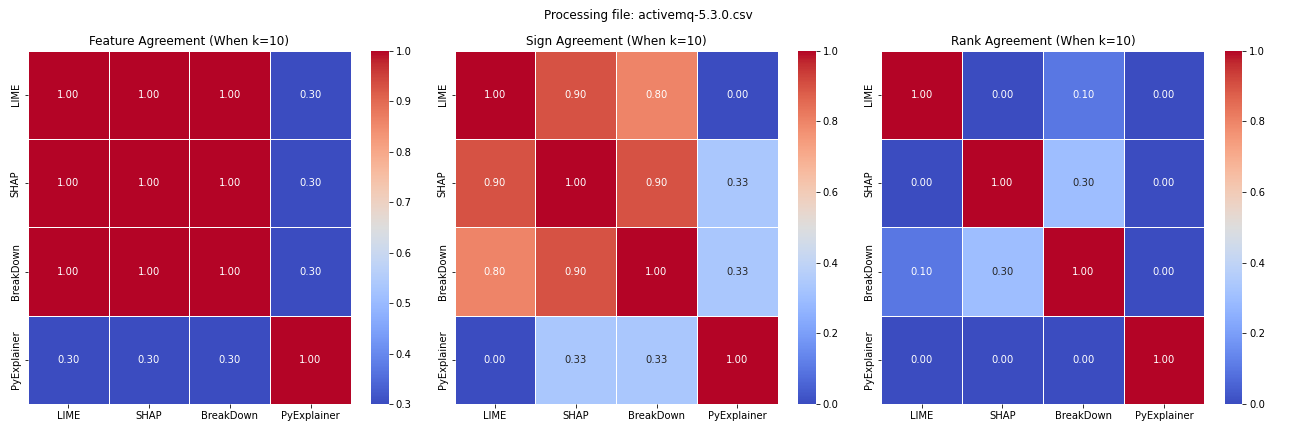 Processing file: activemq-5.3.0.csv
Feature Agreement (When k=10)
LIME
SHAP
BreakDown
PyExplainer
1.00 1.00 1.00 0.30
1.00 1.00 1.00 0.30
1.00 1.00 1.00 0.30
0.30 0.30 0.30 1.00
LIME SHAP BreakDown PyExplainer
1.0
0.9
0.8
0.7
0.6
0.5
0.4
0.3
Sign Agreement (When k=10)
LIME
SHAP
BreakDown
PyExplainer
1.00 0.90 0.80 0.00
0.90 1.00 0.90 0.33
0.80 0.90 1.00 0.33
0.00 0.33 0.33 1.00
LIME SHAP BreakDown PyExplainer
1.0
0.8
0.6
0.4
0.2
0.0
Rank Agreement (When k=10)
LIME
SHAP
BreakDown
PyExplainer
1.00 0.00 0.10 0.00
0.00 1.00 0.30 0.00
0.10 0.30 1.00 0.00
0.00 0.00 0.00 1.00
LIME SHAP BreakDown PyExplainer
1.0
0.8
0.6
0.4
0.2
0.0